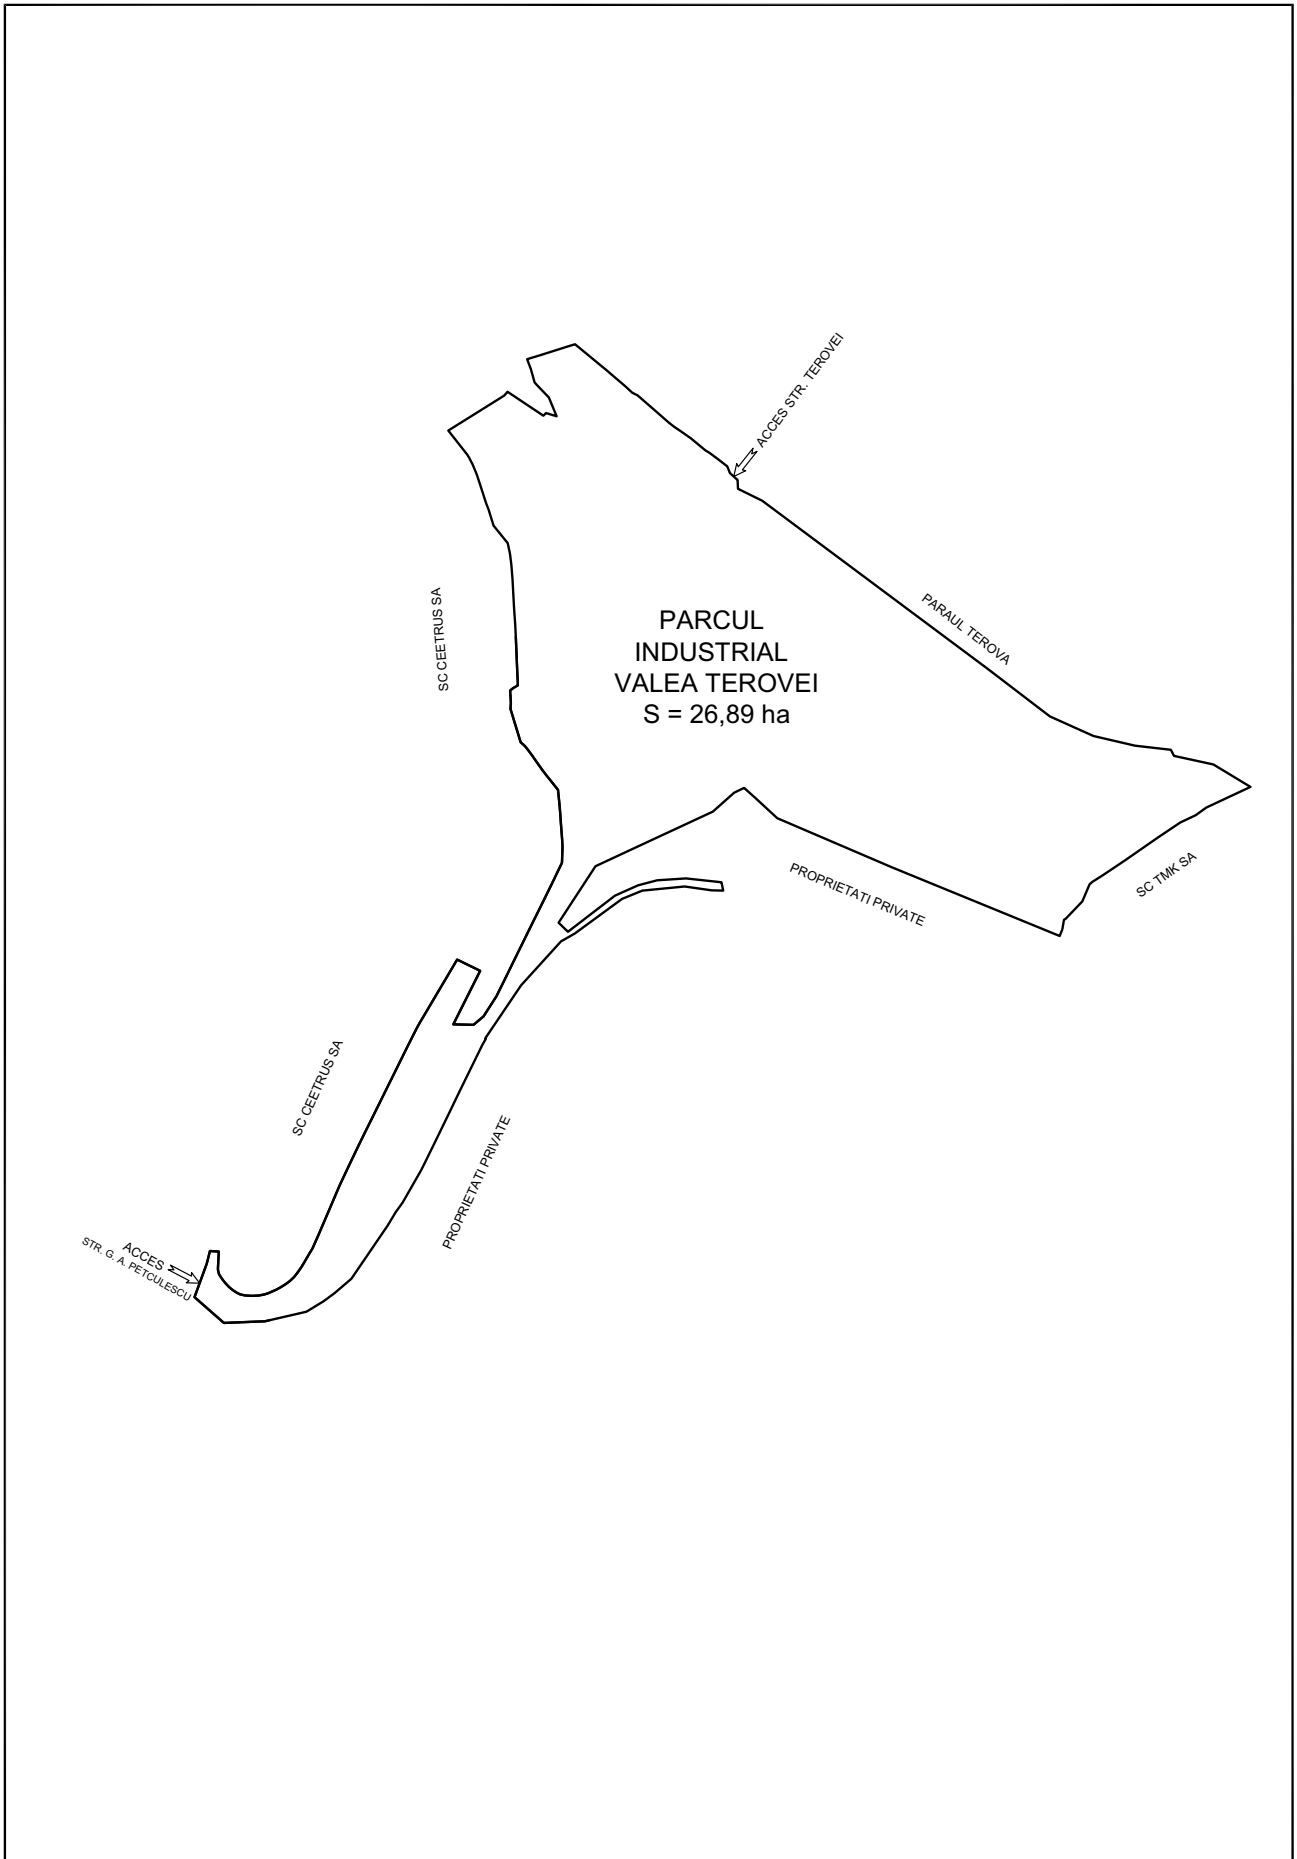 ACCES STR. TEROVEI
SC CEETRUS SA
PARAUL TEROVA
PARCUL
INDUSTRIAL
VALEA TEROVEI
S = 26,89 ha
PROPRIETATI PRIVATE
SC TMK SA
SC CEETRUS SA
PROPRIETATI PRIVATE
ACCES
STR. G. A. PETCULESCU